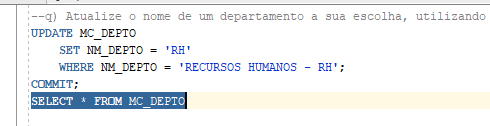 --q) Atualize o nome de um departamento a sua escolha, utilizando
UPDATE MC_DEPTO
SET NM_DEPTO = 'RH'
WHERE NM_DEPTO = 'RECURSOS HUMANOS - RH';
COMMIT;
SELECT * FROM MC_DEPTO